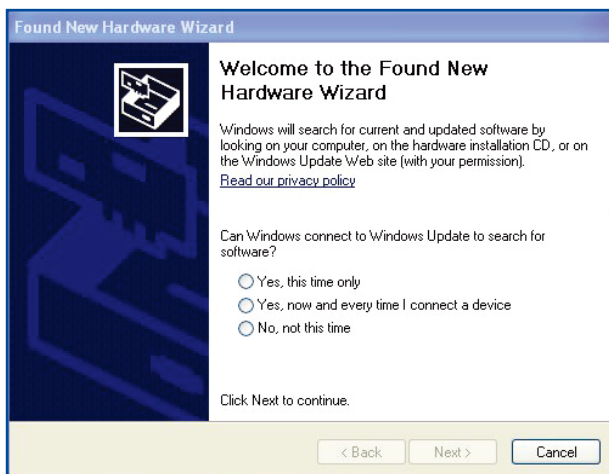 Found New Hardware Wizard
Welcome to the Found New
Hardware Wizard
Windows will search for current and updated software by
looking on your computer, on the hardware installation CD, or on
the Windows Update Web site (with your permission).
Read our privacy policy
Can Windows connect to Windows Update to search for
software?
Yes, this time only
Yes, now and every time I connect a device
No, not this time
Click Next to continue.
< Back
Next >
Cancel